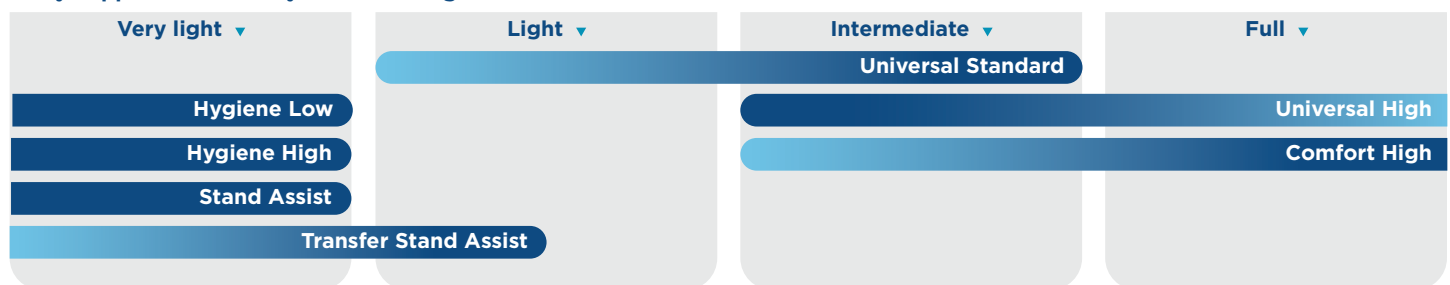 Very light
Light
Intermediate
Full
Universal Standard
Hygiene Low
Universal High
Hygiene High
Comfort High
Stand Assist
Transfer Stand Assist